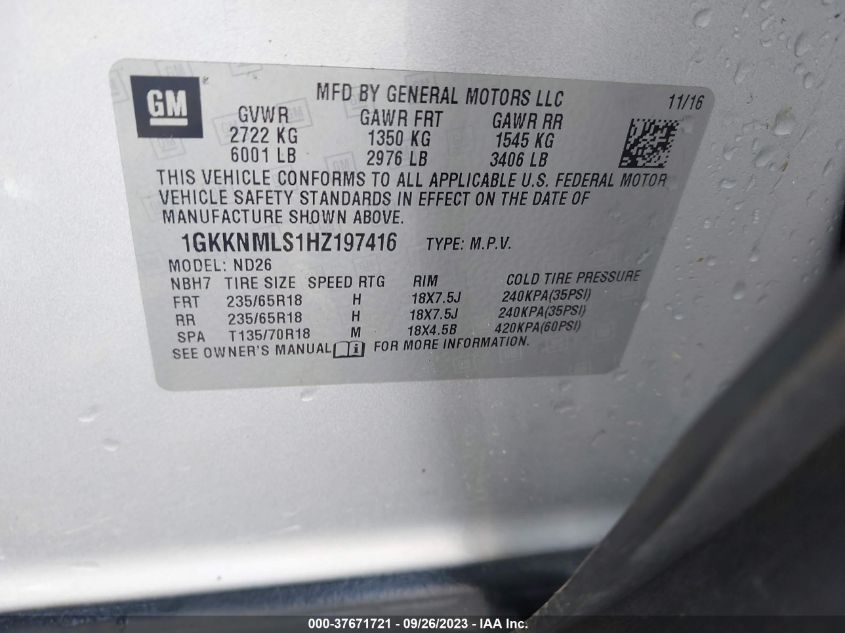 GM
MFD BY GENERAL MOTORS LLC 11/16
GVWR GAWR FRT GAWR RR
2722 KG 1350 KG 1545 KG
6001 LB 2976 LB 3406 LB
THIS VEHICLE CONFORMS TO ALL APPLICABLE U.S. FEDERAL MOTOR
VEHICLE SAFETY STANDARDS IN EFFECT ON THE DATE OF
MANUFACTURE SHOWN ABOVE.
1GKKNMLS1HZ197416 TYPE: M.P.V.
MODEL: ND26
NBH7 TIRE SIZE SPEED RTG RIM COLD TIRE PRESSURE
FRT 235/65R18 H 18X7.5J 240KPA(35PSI)
RR 235/65R18 H 18X7.5J 240KPA(35PSI)
SPA T135/70R18 M 18X4.5B 420KPA(60PSI)
SEE OWNER'S MANUAL FOR MORE INFORMATION.
000-37671721 - 09/26/2023 - IAA Inc.